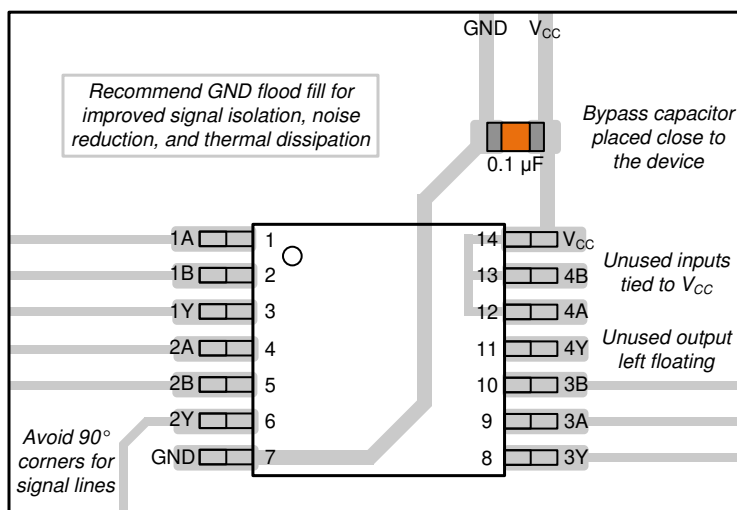 GND VCC
Recommend GND flood fill for
improved signal isolation, noise
reduction, and thermal dissipation
Bypass capacitor
placed close to
the device
0.1 µF
1A 1 14 VCC
1B 2 13 4B
1Y 3 12 4A
2A 4 11 4Y
2B 5 10 3B
2Y 6 9 3A
GND 7 8 3Y
Unused inputs
tied to VCC
Unused output
left floating
Avoid 90°
corners for
signal lines